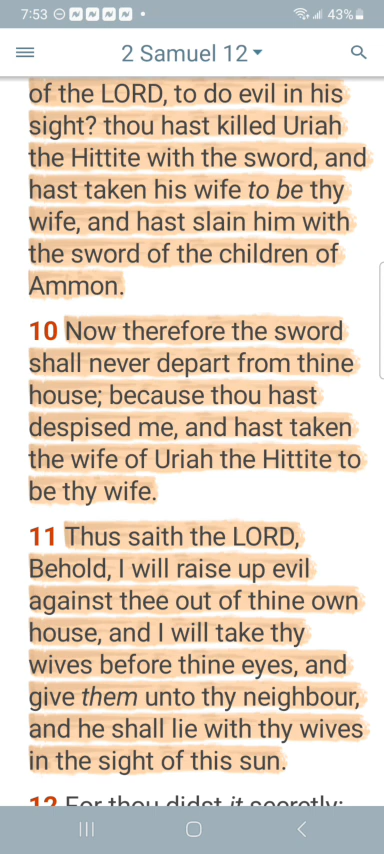 7:53
43%
2 Samuel 12
of the LORD, to do evil in his
sight? thou hast killed Uriah
the Hittite with the sword, and
hast taken his wife to be thy
wife, and hast slain him with
the sword of the children of
Ammon.
10 Now therefore the sword
shall never depart from thine
house; because thou hast
despised me, and hast taken
the wife of Uriah the Hittite to
be thy wife.
11 Thus saith the LORD,
Behold, I will raise up evil
against thee out of thine own
house, and I will take thy
wives before thine eyes, and
give them unto thy neighbour,
and he shall lie with thy wives
in the sight of this sun.
12 For thou didst it secretly: